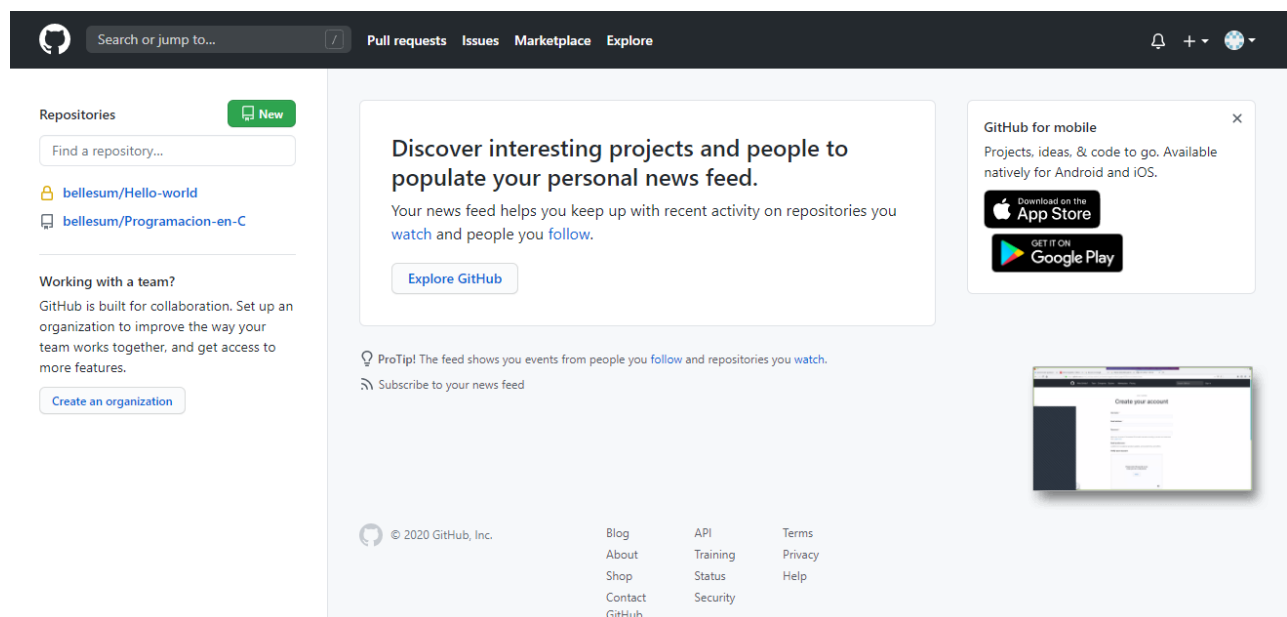 Search or jump to...
/
Pull requests
Issues
Marketplace
Explore
Repositories
New
Find a repository...
bellesum/Hello-world
bellesum/Programacion-en-C
Working with a team?
GitHub is built for collaboration. Set up an
organization to improve the way your
team works together, and get access to
more features.
Create an organization
Discover interesting projects and people to
populate your personal news feed.
Your news feed helps you keep up with recent activity on repositories you
watch and people you follow.
Explore GitHub
ProTip! The feed shows you events from people you follow and repositories you watch.
Subscribe to your news feed
GitHub for mobile
Projects, ideas, & code to go. Available
natively for Android and iOS.
Download on the
App Store
GET IT ON
Google Play
Create your account
© 2020 GitHub, Inc.
Blog
About
Shop
Contact
GitHub
API
Training
Status
Security
Terms
Privacy
Help